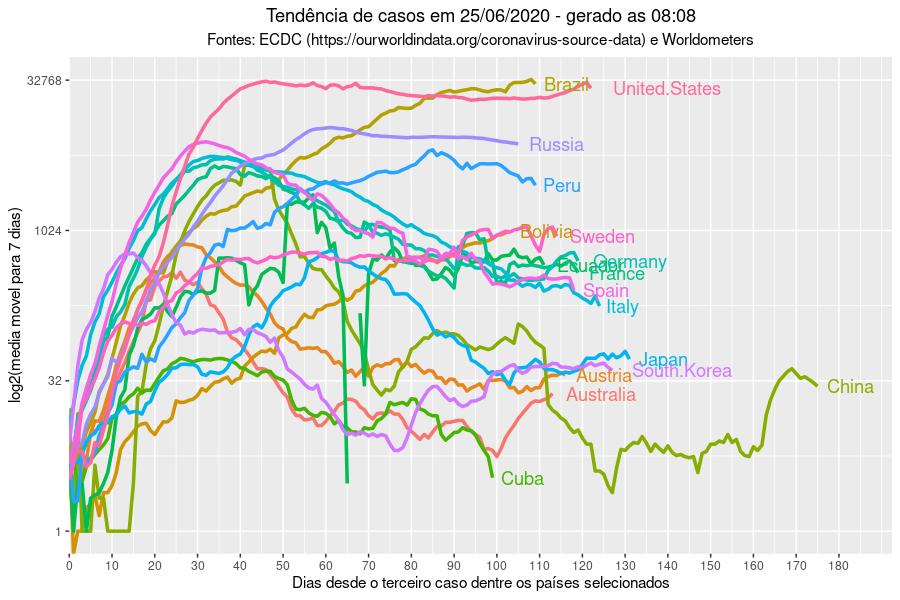 Tendência de casos em 25/06/2020 - gerado as 08:08
Fontes: ECDC (https://ourworldindata.org/coronavirus-source-data) e Worldometers
log2(media movel para 7 dias)
32768
1024
32
1
Brazil
United.States
Russia
Peru
Bolivia
Sweden
Germany
Ecuador
France
Spain
Italy
Japan
South.Korea
Austria
China
Australia
Cuba
0 10 20 30 40 50 60 70 80 90 100 110 120 130 140 150 160 170 180
Dias desde o terceiro caso dentre os países selecionados